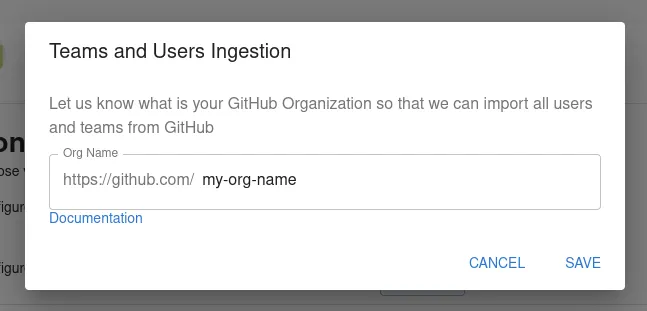 Teams and Users Ingestion
Let us know what is your GitHub Organization so that we can import all users
and teams from GitHub
Org Name
https://github.com/ my-org-name
Documentation
CANCEL SAVE